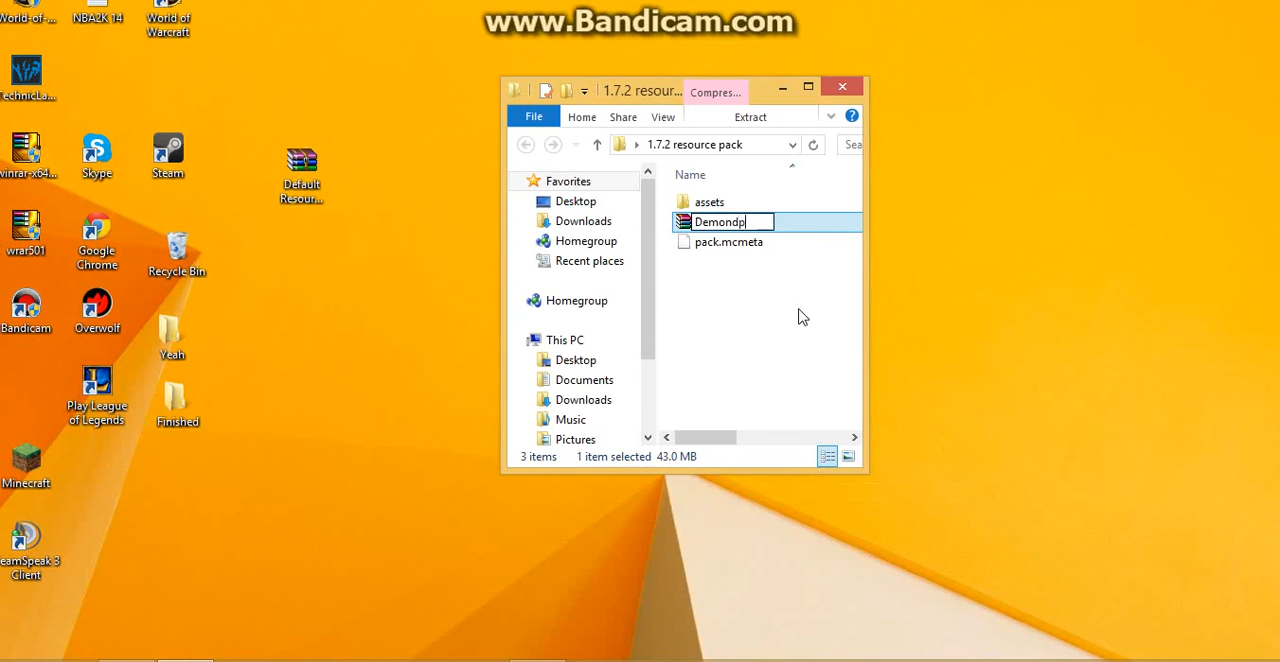 www.Bandicam.com
World-of-...
NBA2K 14
World of
Warcraft
TechnicLa...
winrar-x64...
Skype
Steam
Default
Resour...
wrar501
Google
Chrome
Recycle Bin
Bandicam
Overwolf
Yeah
Play League
of Legends
Finished
Minecraft
eamSpeak 3
Client
1.7.2 resour...
Compres...
File
Home
Share
View
Extract
1.7.2 resource pack
Sea
Favorites
Desktop
Downloads
Homegroup
Recent places
Homegroup
This PC
Desktop
Documents
Downloads
Music
Pictures
Name
assets
Demondp
pack.mcmeta
3 items
1 item selected 43.0 MB